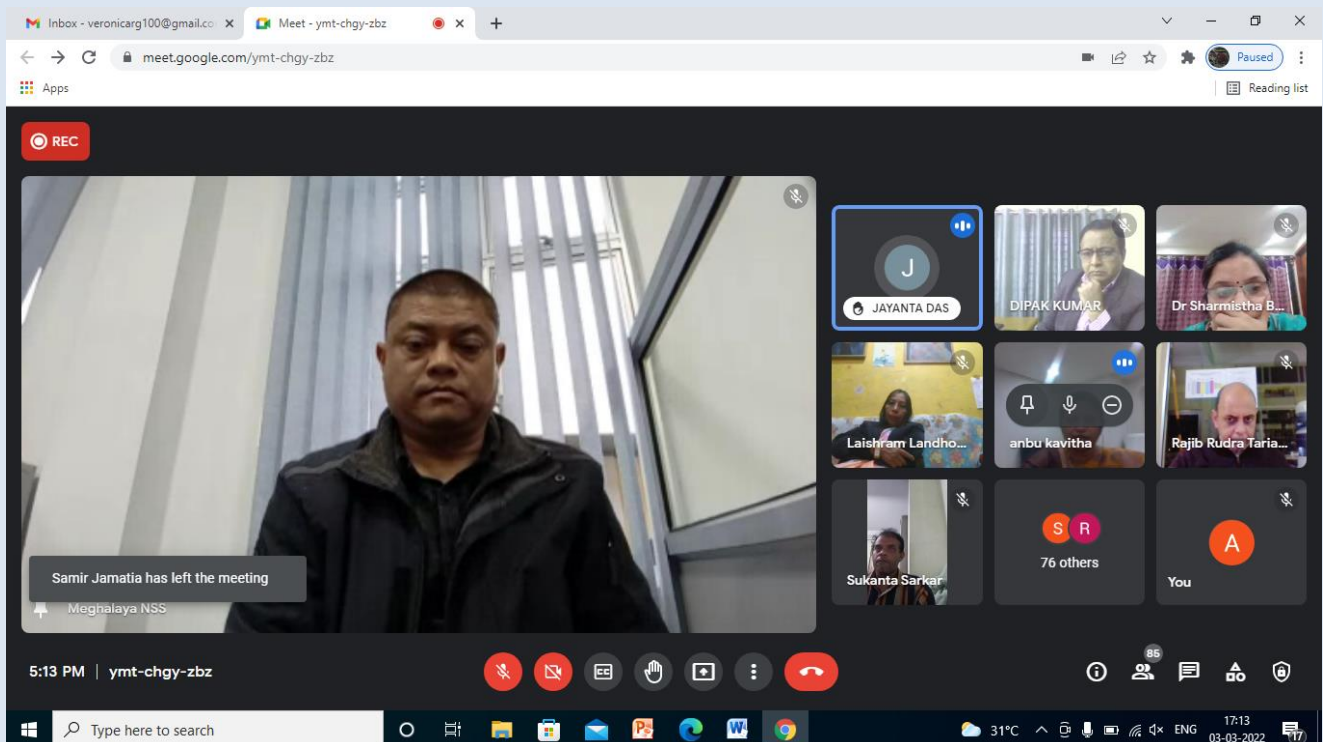 Inbox - veronicarg100@gmail.co
Meet - ymt-chgy-zbz
meet.google.com/ymt-chgy-zbz
Paused
Apps
Reading list
REC
J
JAYANTA DAS
DIPAK KUMAR
Dr Sharmistha B...
Laishram Landho...
anbu kavitha
Rajib Rudra Taria...
Sukanta Sarkar
S R
76 others
A
You
Samir Jamatia has left the meeting
Meghalaya NSS
5:13 PM | ymt-chgy-zbz
CC
85
Type here to search
31°C
ENG
17:13
03-03-2022
17